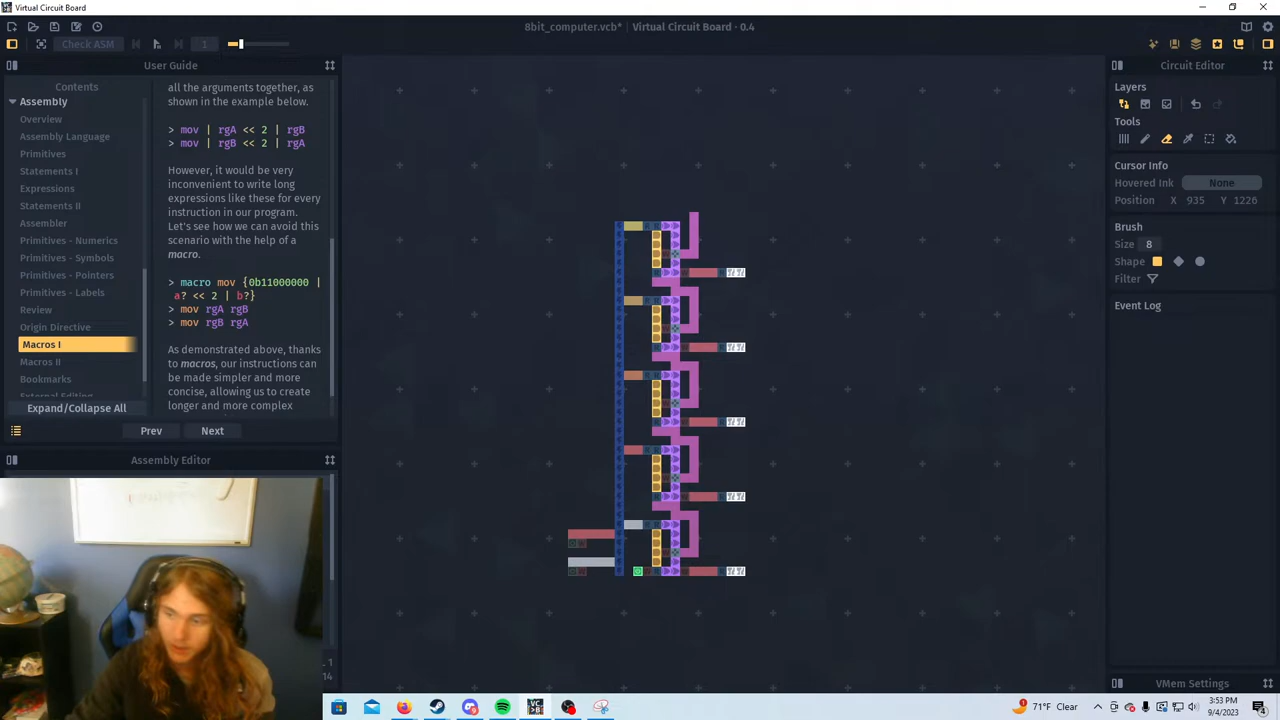 Virtual Circuit Board
8bit_computer.vcb* | Virtual Circuit Board - 0.4
Check ASM
1
User Guide
Contents
Assembly
Overview
Assembly Language
Primitives
Statements I
Expressions
Statements II
Assembler
Primitives - Numerics
Primitives - Symbols
Primitives - Pointers
Primitives - Labels
Review
Origin Directive
Macros I
Macros II
Bookmarks
External Editing
Expand/Collapse All
all the arguments together, as
shown in the example below.
> mov | rgA << 2 | rgB
> mov | rgB << 2 | rgA
However, it would be very
inconvenient to write long
expressions like these for every
instruction in our program.
Let's see how we can avoid this
scenario with the help of a
macro.
> macro mov {0b11000000 |
a? << 2 | b?}
> mov rgA rgB
> mov rgB rgA
As demonstrated above, thanks
to macros, our instructions can
be made simpler and more
concise, allowing us to create
longer and more complex
Prev
Next
Assembly Editor
Circuit Editor
Layers
Tools
Cursor Info
Hovered Ink
None
Position X 935 Y 1226
Brush
Size 8
Shape
Filter
Event Log
VMem Settings
71°F Clear
3:53 PM
9/4/2023